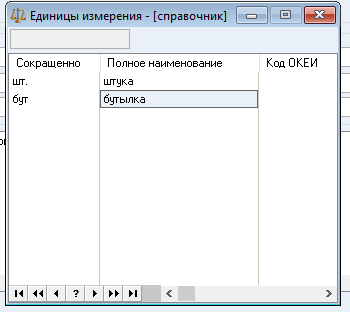 Единицы измерения - [справочник]
Сокращенно Полное наименование Код ОКЕИ
шт. штука
бут бутылка
?